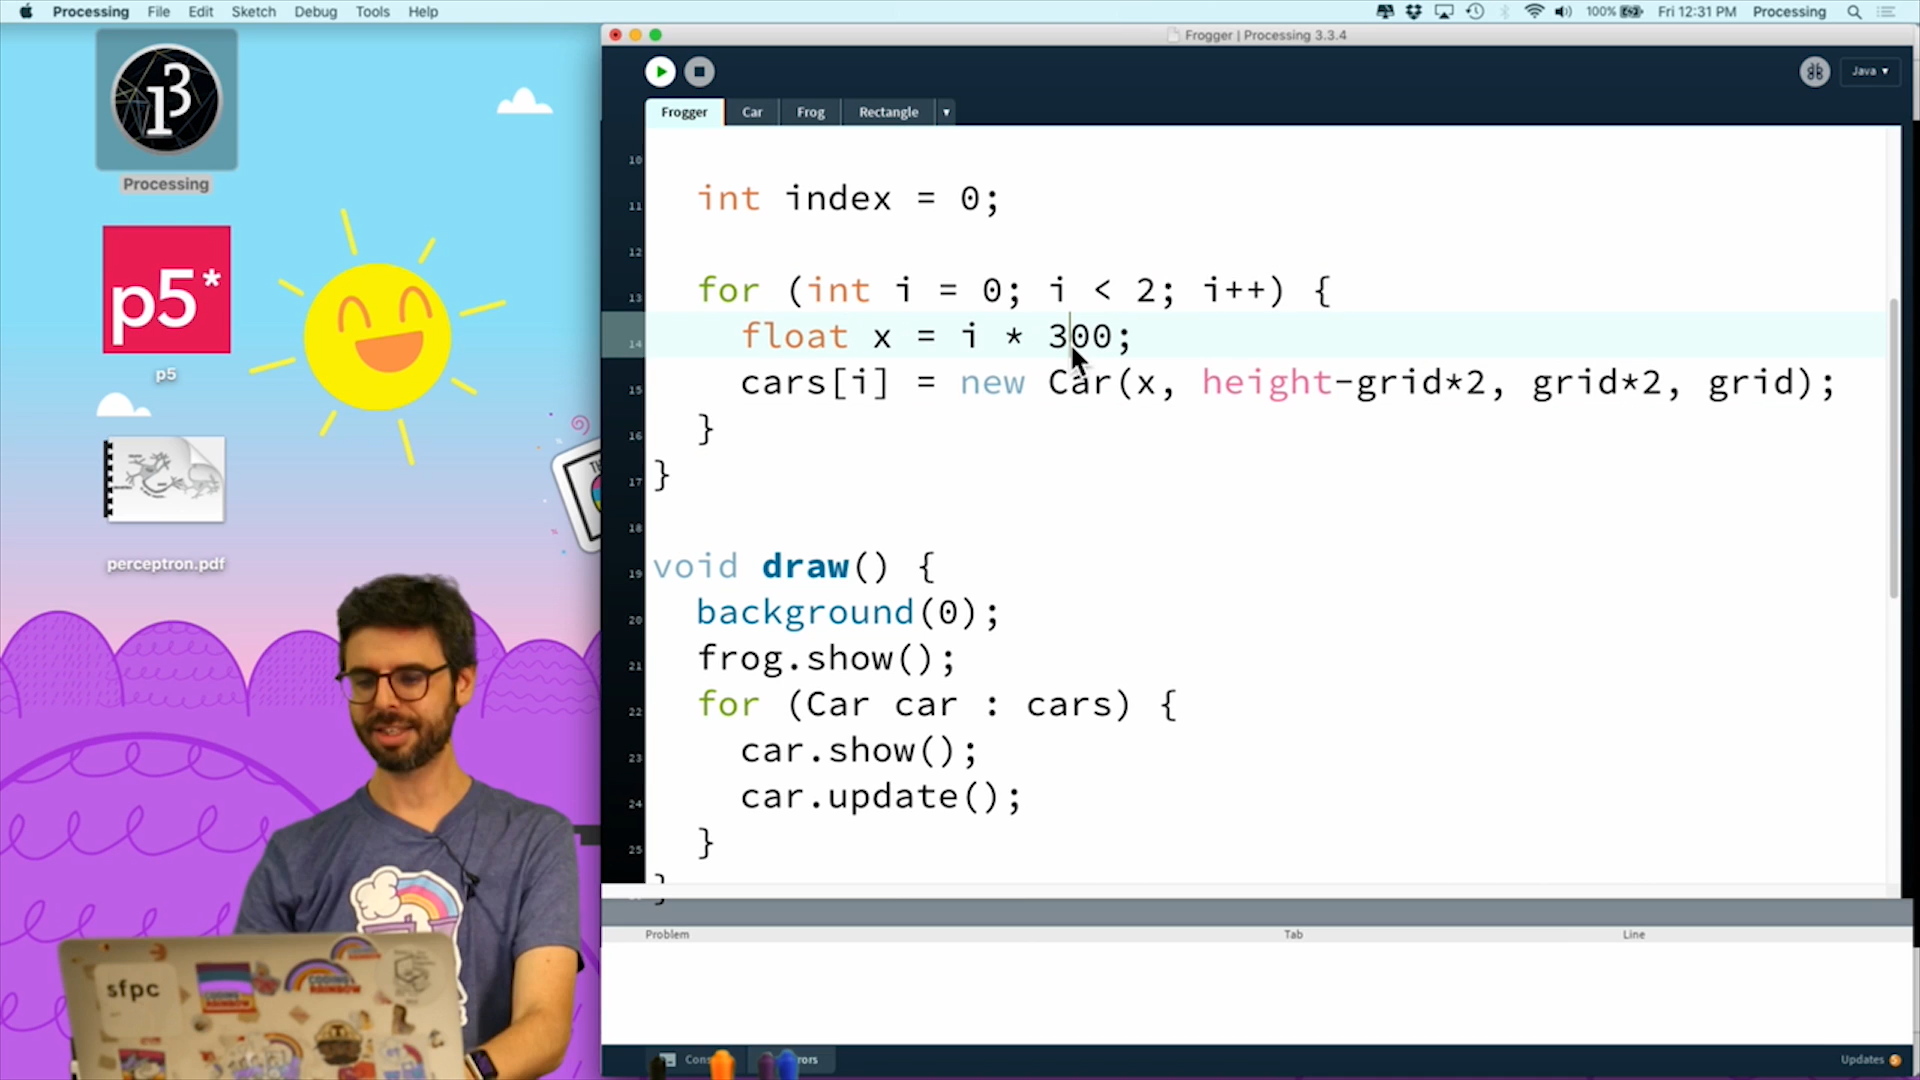 Processing File Edit Sketch Debug Tools Help 100% Fri 12:31 PM Processing
Frogger | Processing 3.3.4
Java ▾
Frogger Car Frog Rectangle ▾
Processing
p5*
p5
perceptron.pdf
10
11 int index = 0;
12
13 for (int i = 0; i < 2; i++) {
14 float x = i * 300;
15 cars[i] = new Car(x, height-grid*2, grid*2, grid);
16 }
17 }
18
19 void draw() {
20 background(0);
21 frog.show();
22 for (Car car : cars) {
23 car.show();
24 car.update();
25 }
}
Problem Tab Line
Updates
sfpc
CODING
RAINBOW